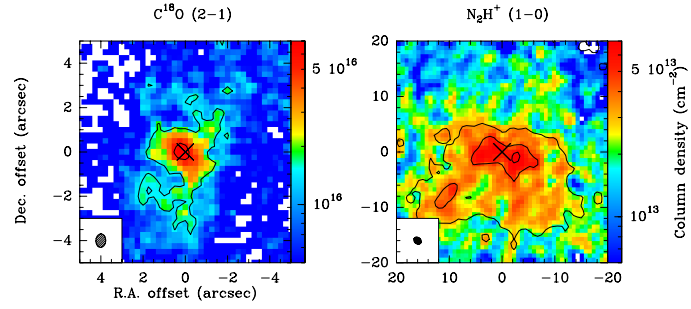 C¹⁸O (2−1)
N₂H⁺ (1−0)
Dec. offset (arcsec)
4
2
0
−2
−4
4 2 0 −2 −4
R.A. offset (arcsec)
5 10¹⁶
10¹⁶
20
10
0
−10
−20
20 10 0 −10 −20
5 10¹³
10¹³
Column density (cm⁻²)